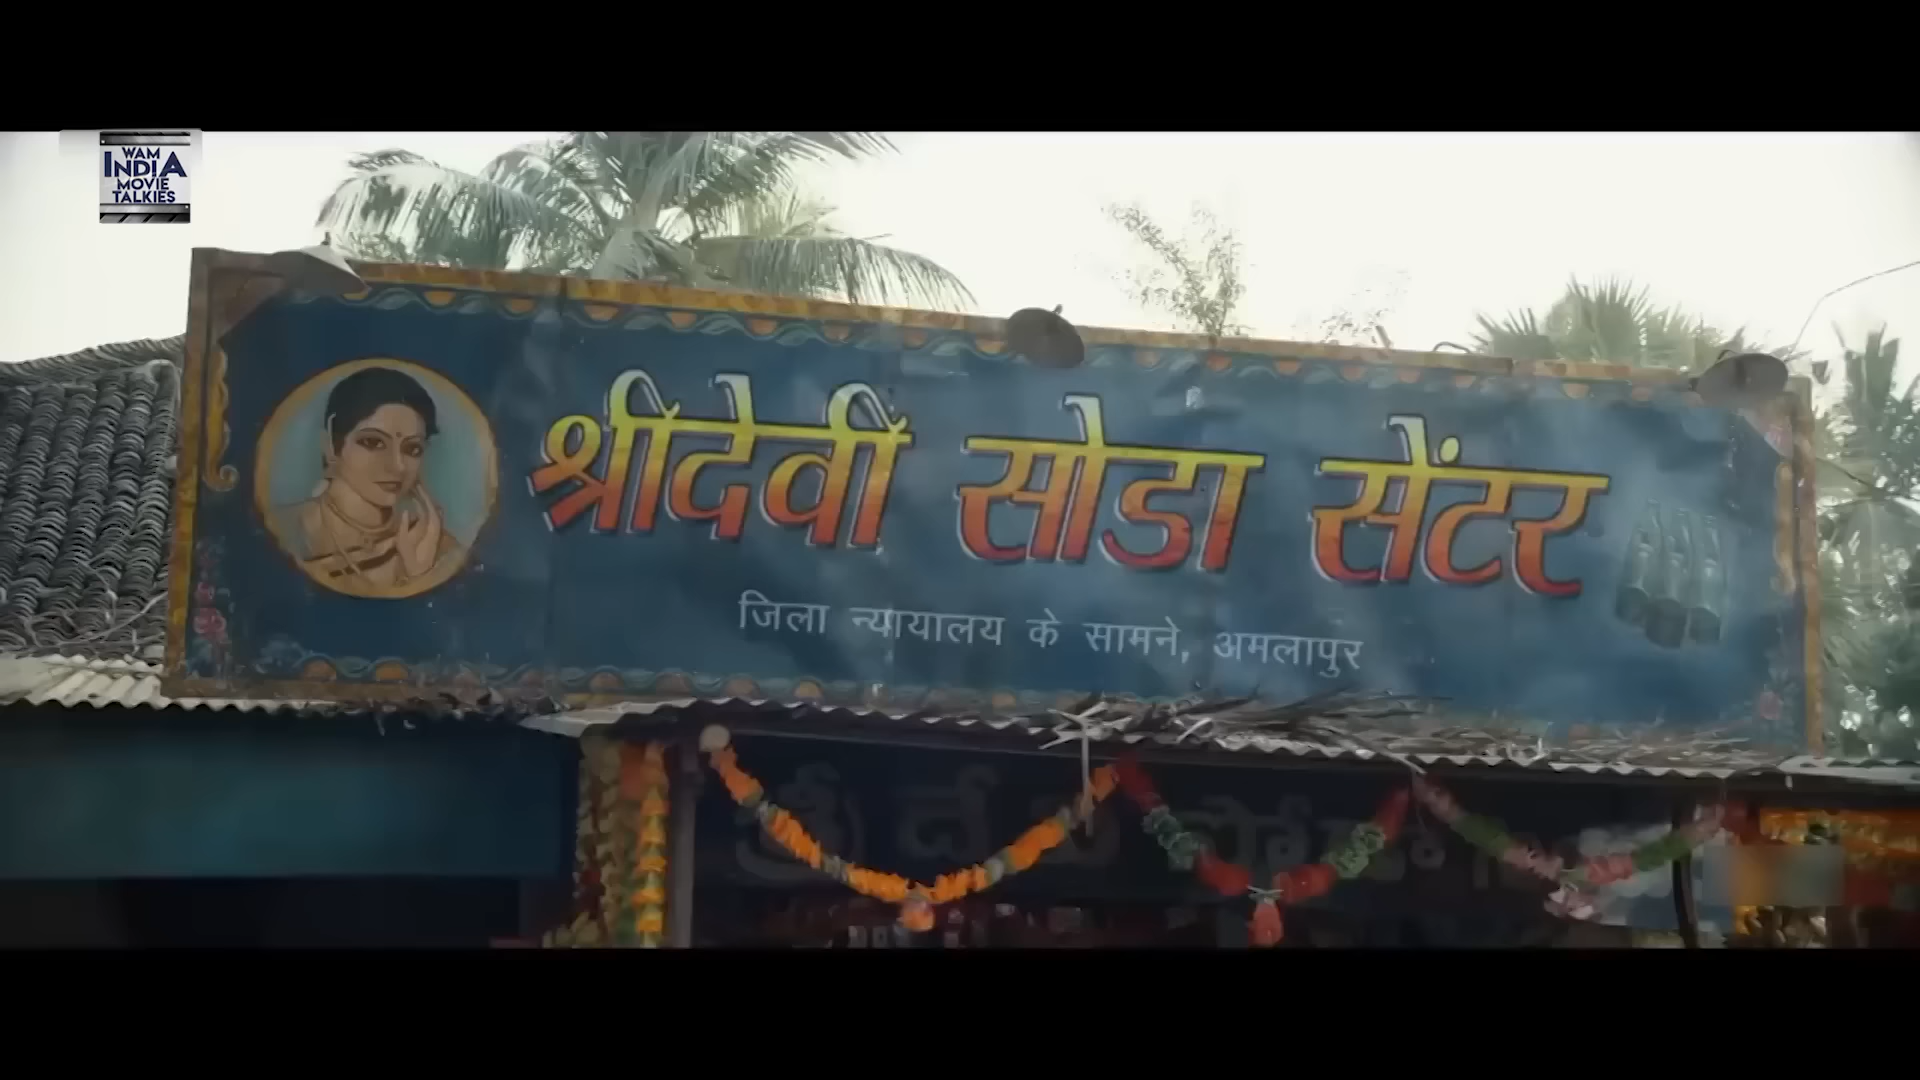 WAM
INDIA
MOVIE
TALKIES
श्रीदेवी सोडा सेंटर
जिला न्यायालय के सामने, अमलापुर